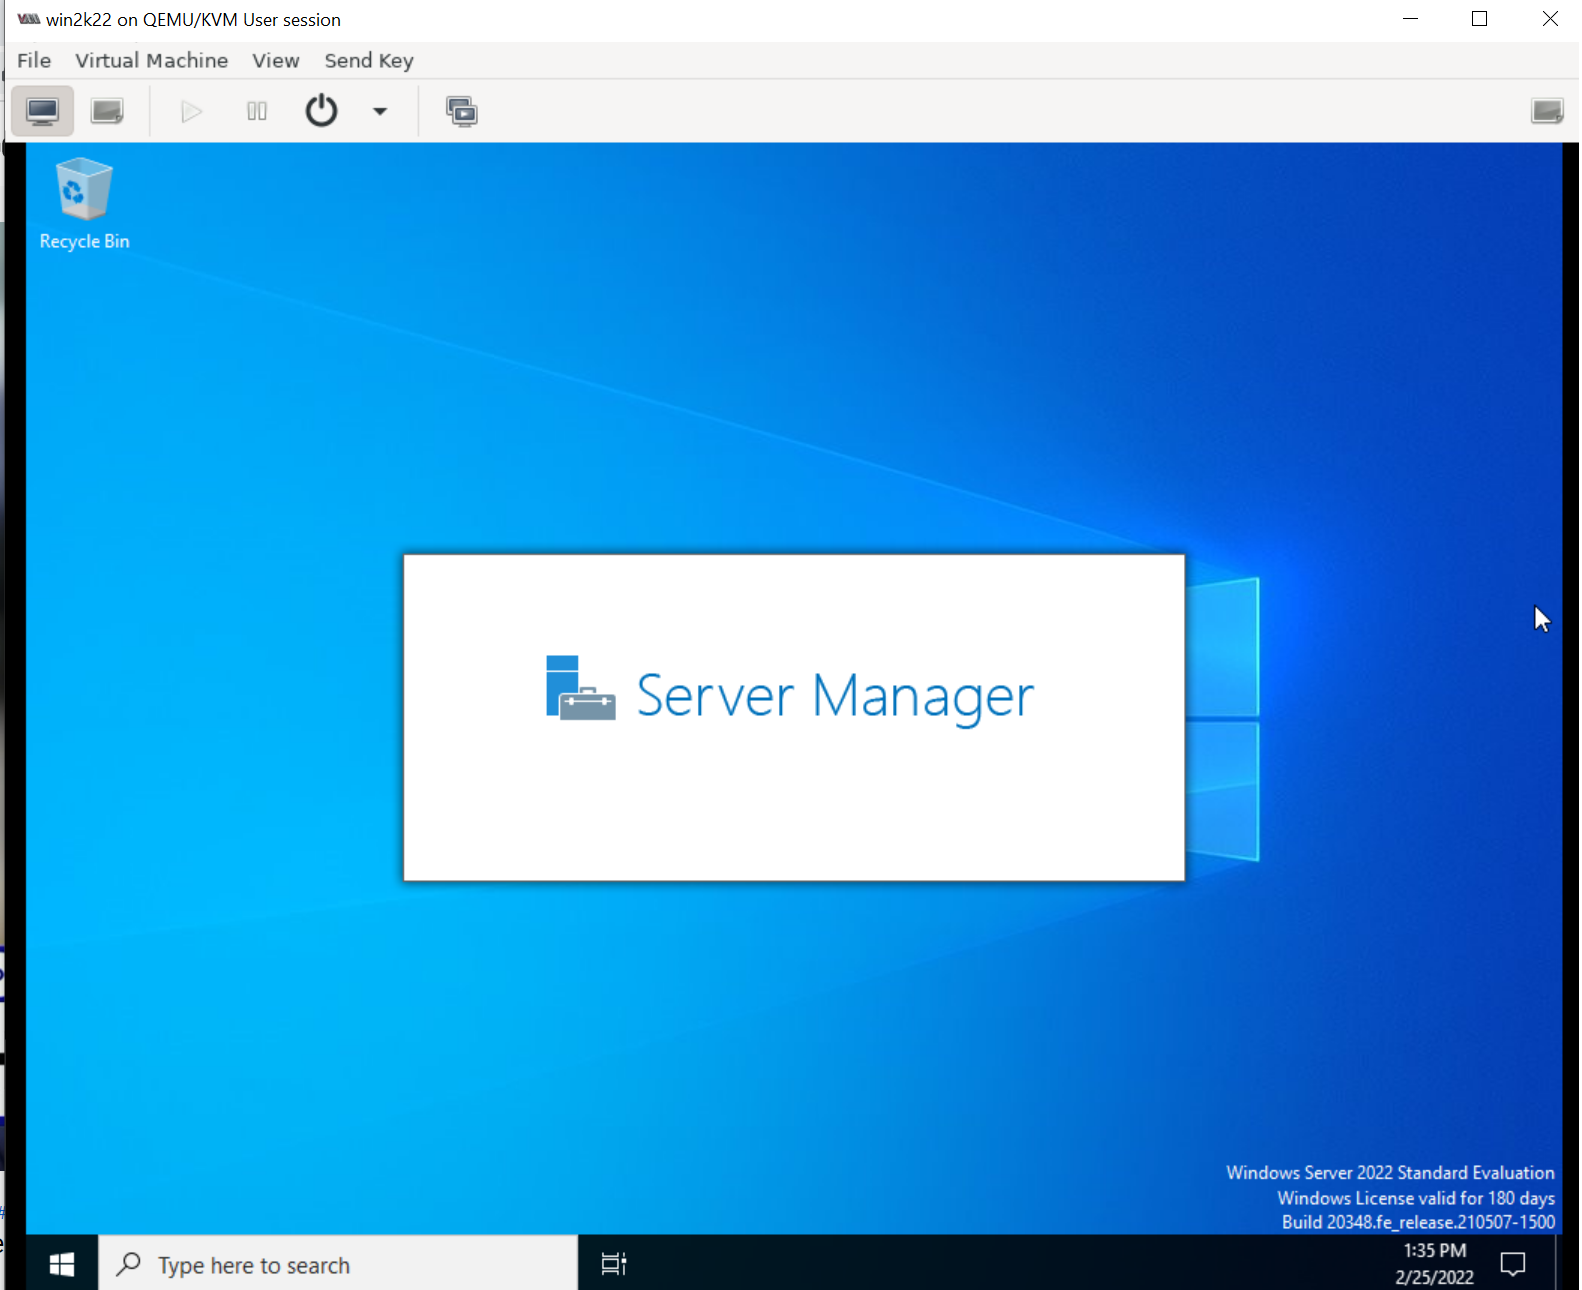 win2k22 on QEMU/KVM User session
File Virtual Machine View Send Key
Recycle Bin
Server Manager
Windows Server 2022 Standard Evaluation
Windows License valid for 180 days
Build 20348.fe_release.210507-1500
Type here to search
1:35 PM
2/25/2022